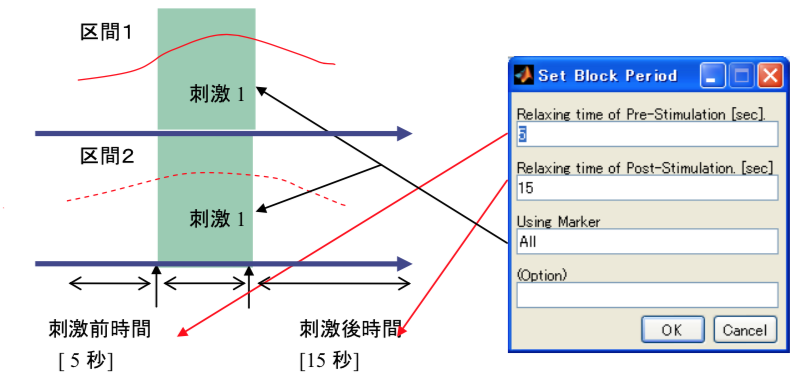 区間1
刺激 1
区間2
刺激 1
刺激前時間
[ 5 秒]
刺激後時間
[15 秒]
Set Block Period
Relaxing time of Pre-Stimulation [sec].
5
Relaxing time of Post-Stimulation. [sec]
15
Using Marker
All
(Option)
OK
Cancel